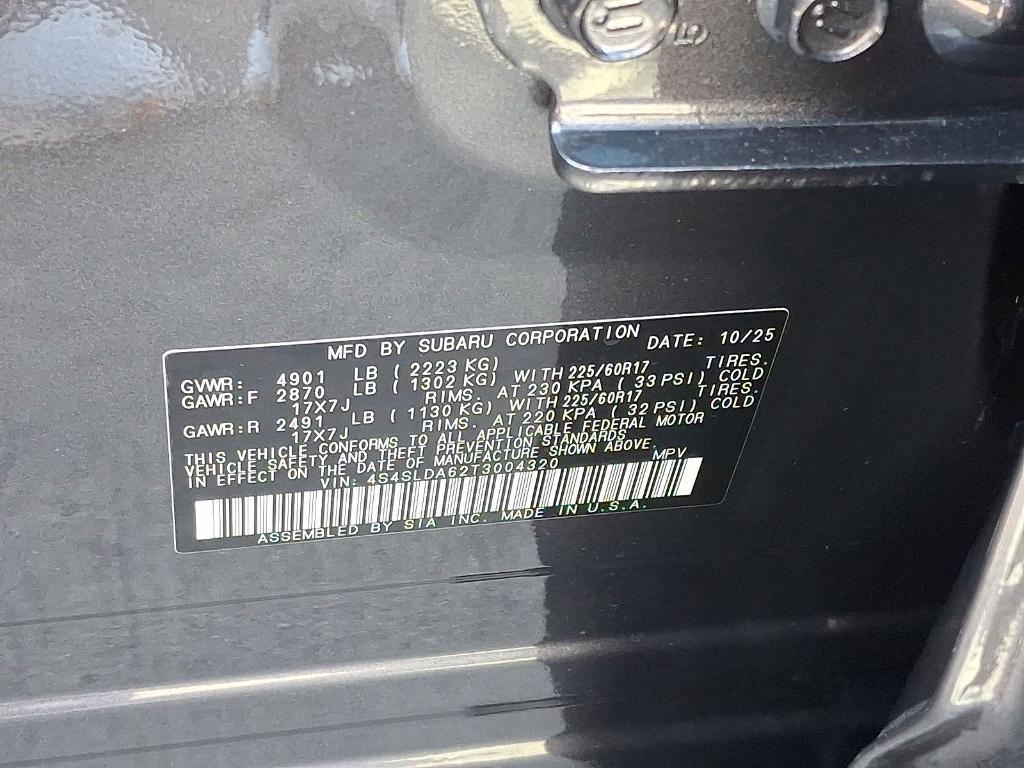 MFD BY SUBARU CORPORATION DATE: 10/25
GVWR: 4901 LB ( 2223 KG)
GAWR:F 2870 LB ( 1302 KG) WITH 225/60R17 TIRES.
17X7J RIMS. AT 230 KPA ( 33 PSI) COLD
GAWR:R 2491 LB ( 1130 KG) WITH 225/60R17 TIRES.
17X7J RIMS. AT 220 KPA ( 32 PSI) COLD
THIS VEHICLE CONFORMS TO ALL APPLICABLE FEDERAL MOTOR
VEHICLE SAFETY AND THEFT PREVENTION STANDARDS
IN EFFECT ON THE DATE OF MANUFACTURE SHOWN ABOVE.
VIN: 4S4SLDA62T3004320 MPV
ASSEMBLED BY SIA INC. MADE IN U.S.A.